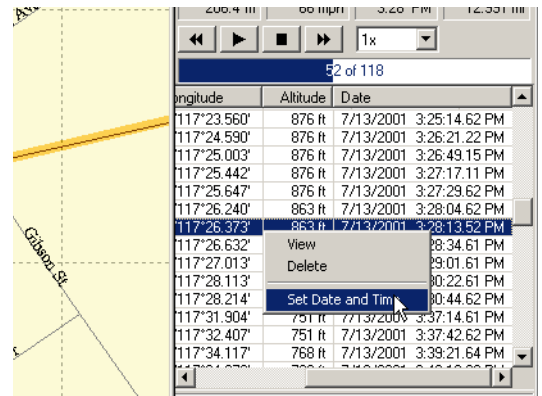 Av
206.4 m 66 mph 3:28 PM 12.551 mi
1x
52 of 118
ongitude Altitude Date
117°23.560' 876 ft 7/13/2001 3:25:14.62 PM
117°24.590' 876 ft 7/13/2001 3:26:21.22 PM
117°25.003' 876 ft 7/13/2001 3:26:49.15 PM
117°25.442' 876 ft 7/13/2001 3:27:17.11 PM
117°25.647' 876 ft 7/13/2001 3:27:29.62 PM
117°26.240' 863 ft 7/13/2001 3:28:04.62 PM
117°26.373' 863 ft 7/13/2001 3:28:13.52 PM
117°26.632' View 28:34.61 PM
117°27.013' Delete 29:01.61 PM
117°28.113' 30:22.61 PM
117°28.214' Set Date and Time 30:44.62 PM
117°31.904' 751 ft 7/13/2001 3:37:14.61 PM
117°32.407' 751 ft 7/13/2001 3:37:42.62 PM
117°34.117' 768 ft 7/13/2001 3:39:21.64 PM
Gibson St